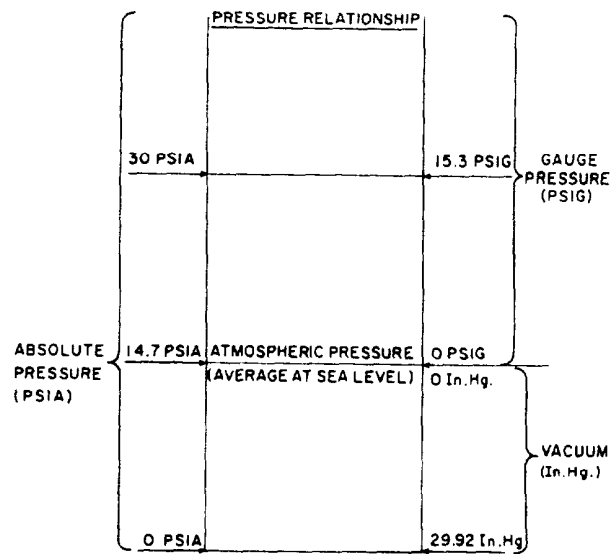 PRESSURE RELATIONSHIP
30 PSIA
15.3 PSIG
GAUGE
PRESSURE
(PSIG)
ABSOLUTE
PRESSURE
(PSIA)
14.7 PSIA
ATMOSPHERIC PRESSURE
(AVERAGE AT SEA LEVEL)
0 PSIG
0 In.Hg.
VACUUM
(In.Hg.)
0 PSIA
29.92 In.Hg